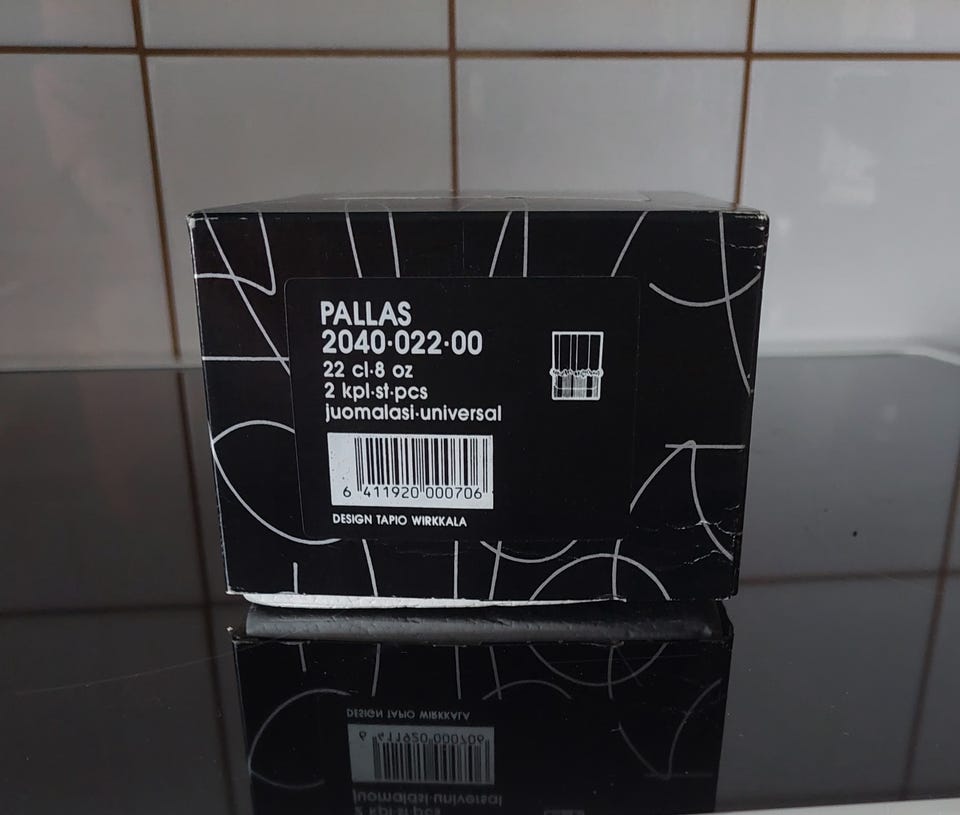 PALLAS
2040·022·00
22 cl·8 oz
2 kpl·st·pcs
juomalasi·universal
6 411920 000706
DESIGN TAPIO WIRKKALA